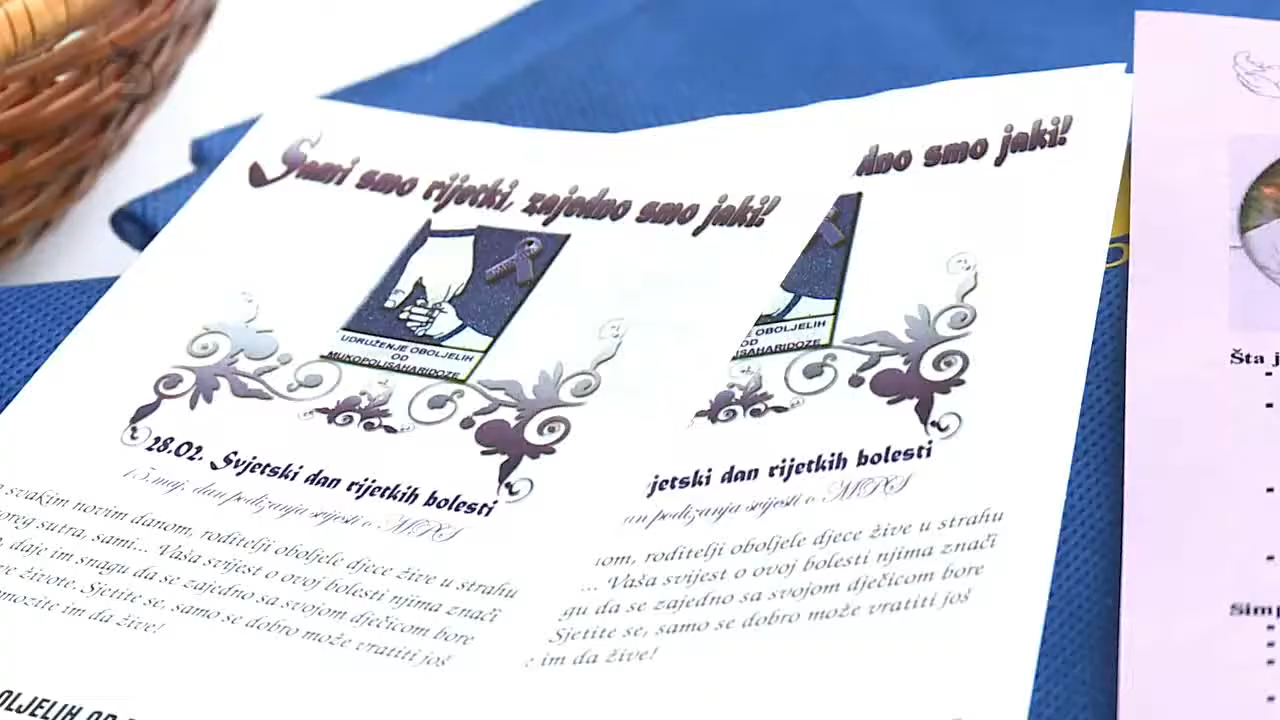 Sami smo rijetki, zajedno smo jaki!
UDRUŽENJE OBOLJELIH
OD
MUKOPOLISAHARIDOZE
28.02. Svjetski dan rijetkih bolesti
15.maj, dan podizanja svijesti o MPS
svakim novim danom, roditelji oboljele djece žive u strahu
sutra, sami... Vaša svijest o ovoj bolesti njima znači
daje im snagu da se zajedno sa svojom dječicom bore
živote. Sjetite se, samo se dobro može vratiti još
im da žive!
OLJELIH OD
dno smo jaki!
E OBOLJELIH
OD
ISAHARIDOZE
jetski dan rijetkih bolesti
an podizanja svijesti o MPS
om, roditelji oboljele djece žive u strahu
... Vaša svijest o ovoj bolesti njima znači
gu da se zajedno sa svojom dječicom bore
Sjetite se, samo se dobro može vratiti još
e im da žive!
Šta j
Simp